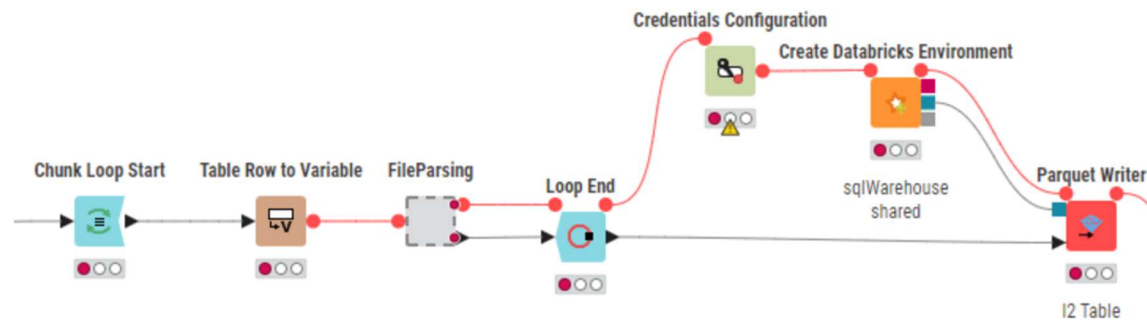 Credentials Configuration
Create Databricks Environment
Chunk Loop Start
Table Row to Variable
FileParsing
Loop End
Parquet Writer
V
sqlWarehouse
shared
I2 Table